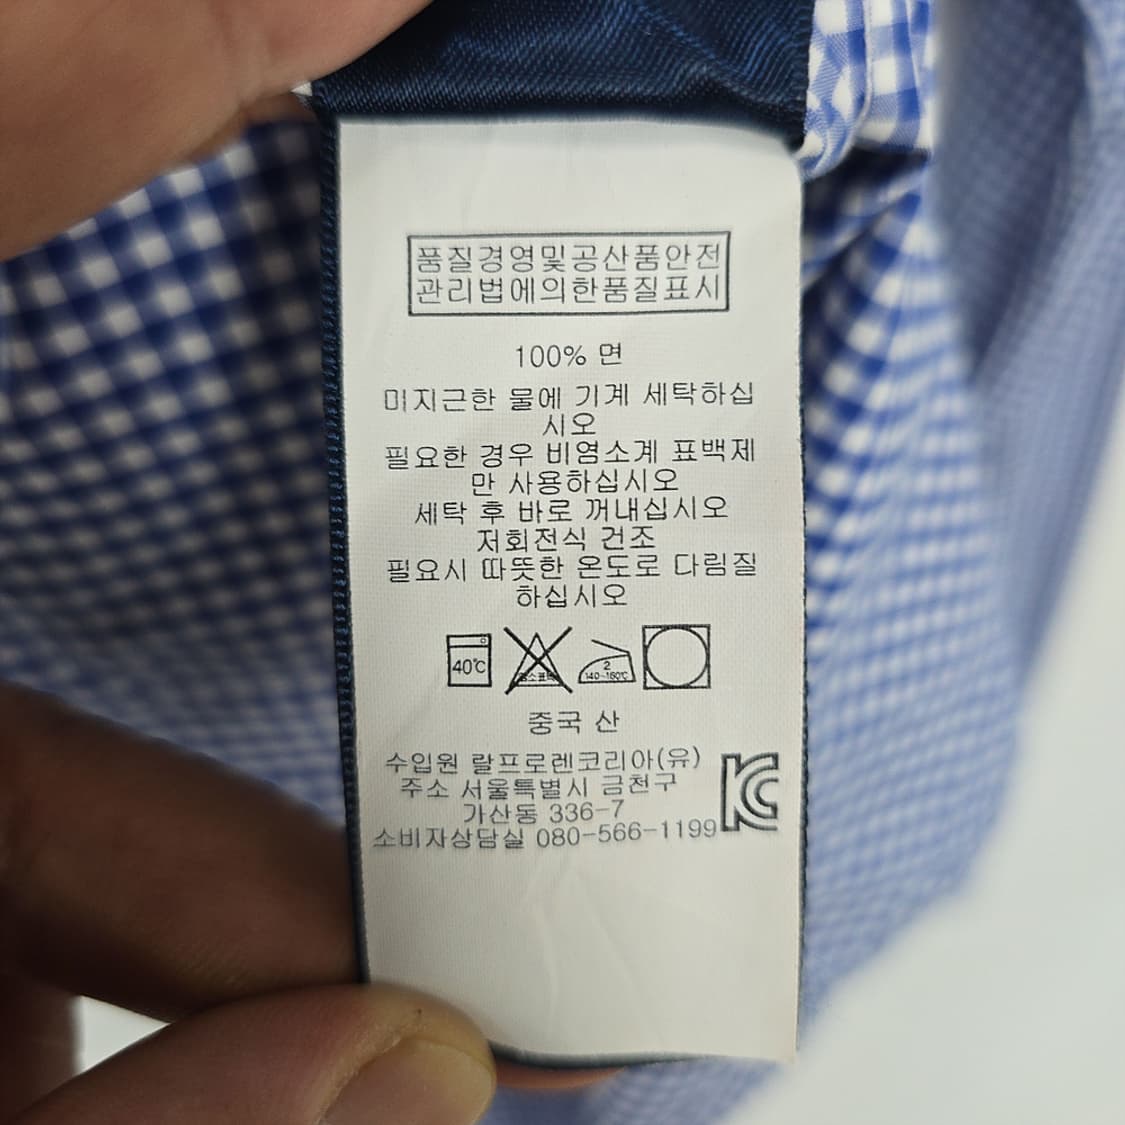 품질경영및공산품안전
관리법에의한품질표시
100% 면
미지근한 물에 기계 세탁하십
시오
필요한 경우 비염소계 표백제
만 사용하십시오
세탁 후 바로 꺼내십시오
저회전식 건조
필요시 따뜻한 온도로 다림질
하십시오
40℃
염소표백
2
140~160℃
중국 산
수입원 랄프로렌코리아(유)
주소 서울특별시 금천구
가산동 336-7
소비자상담실 080-566-1199